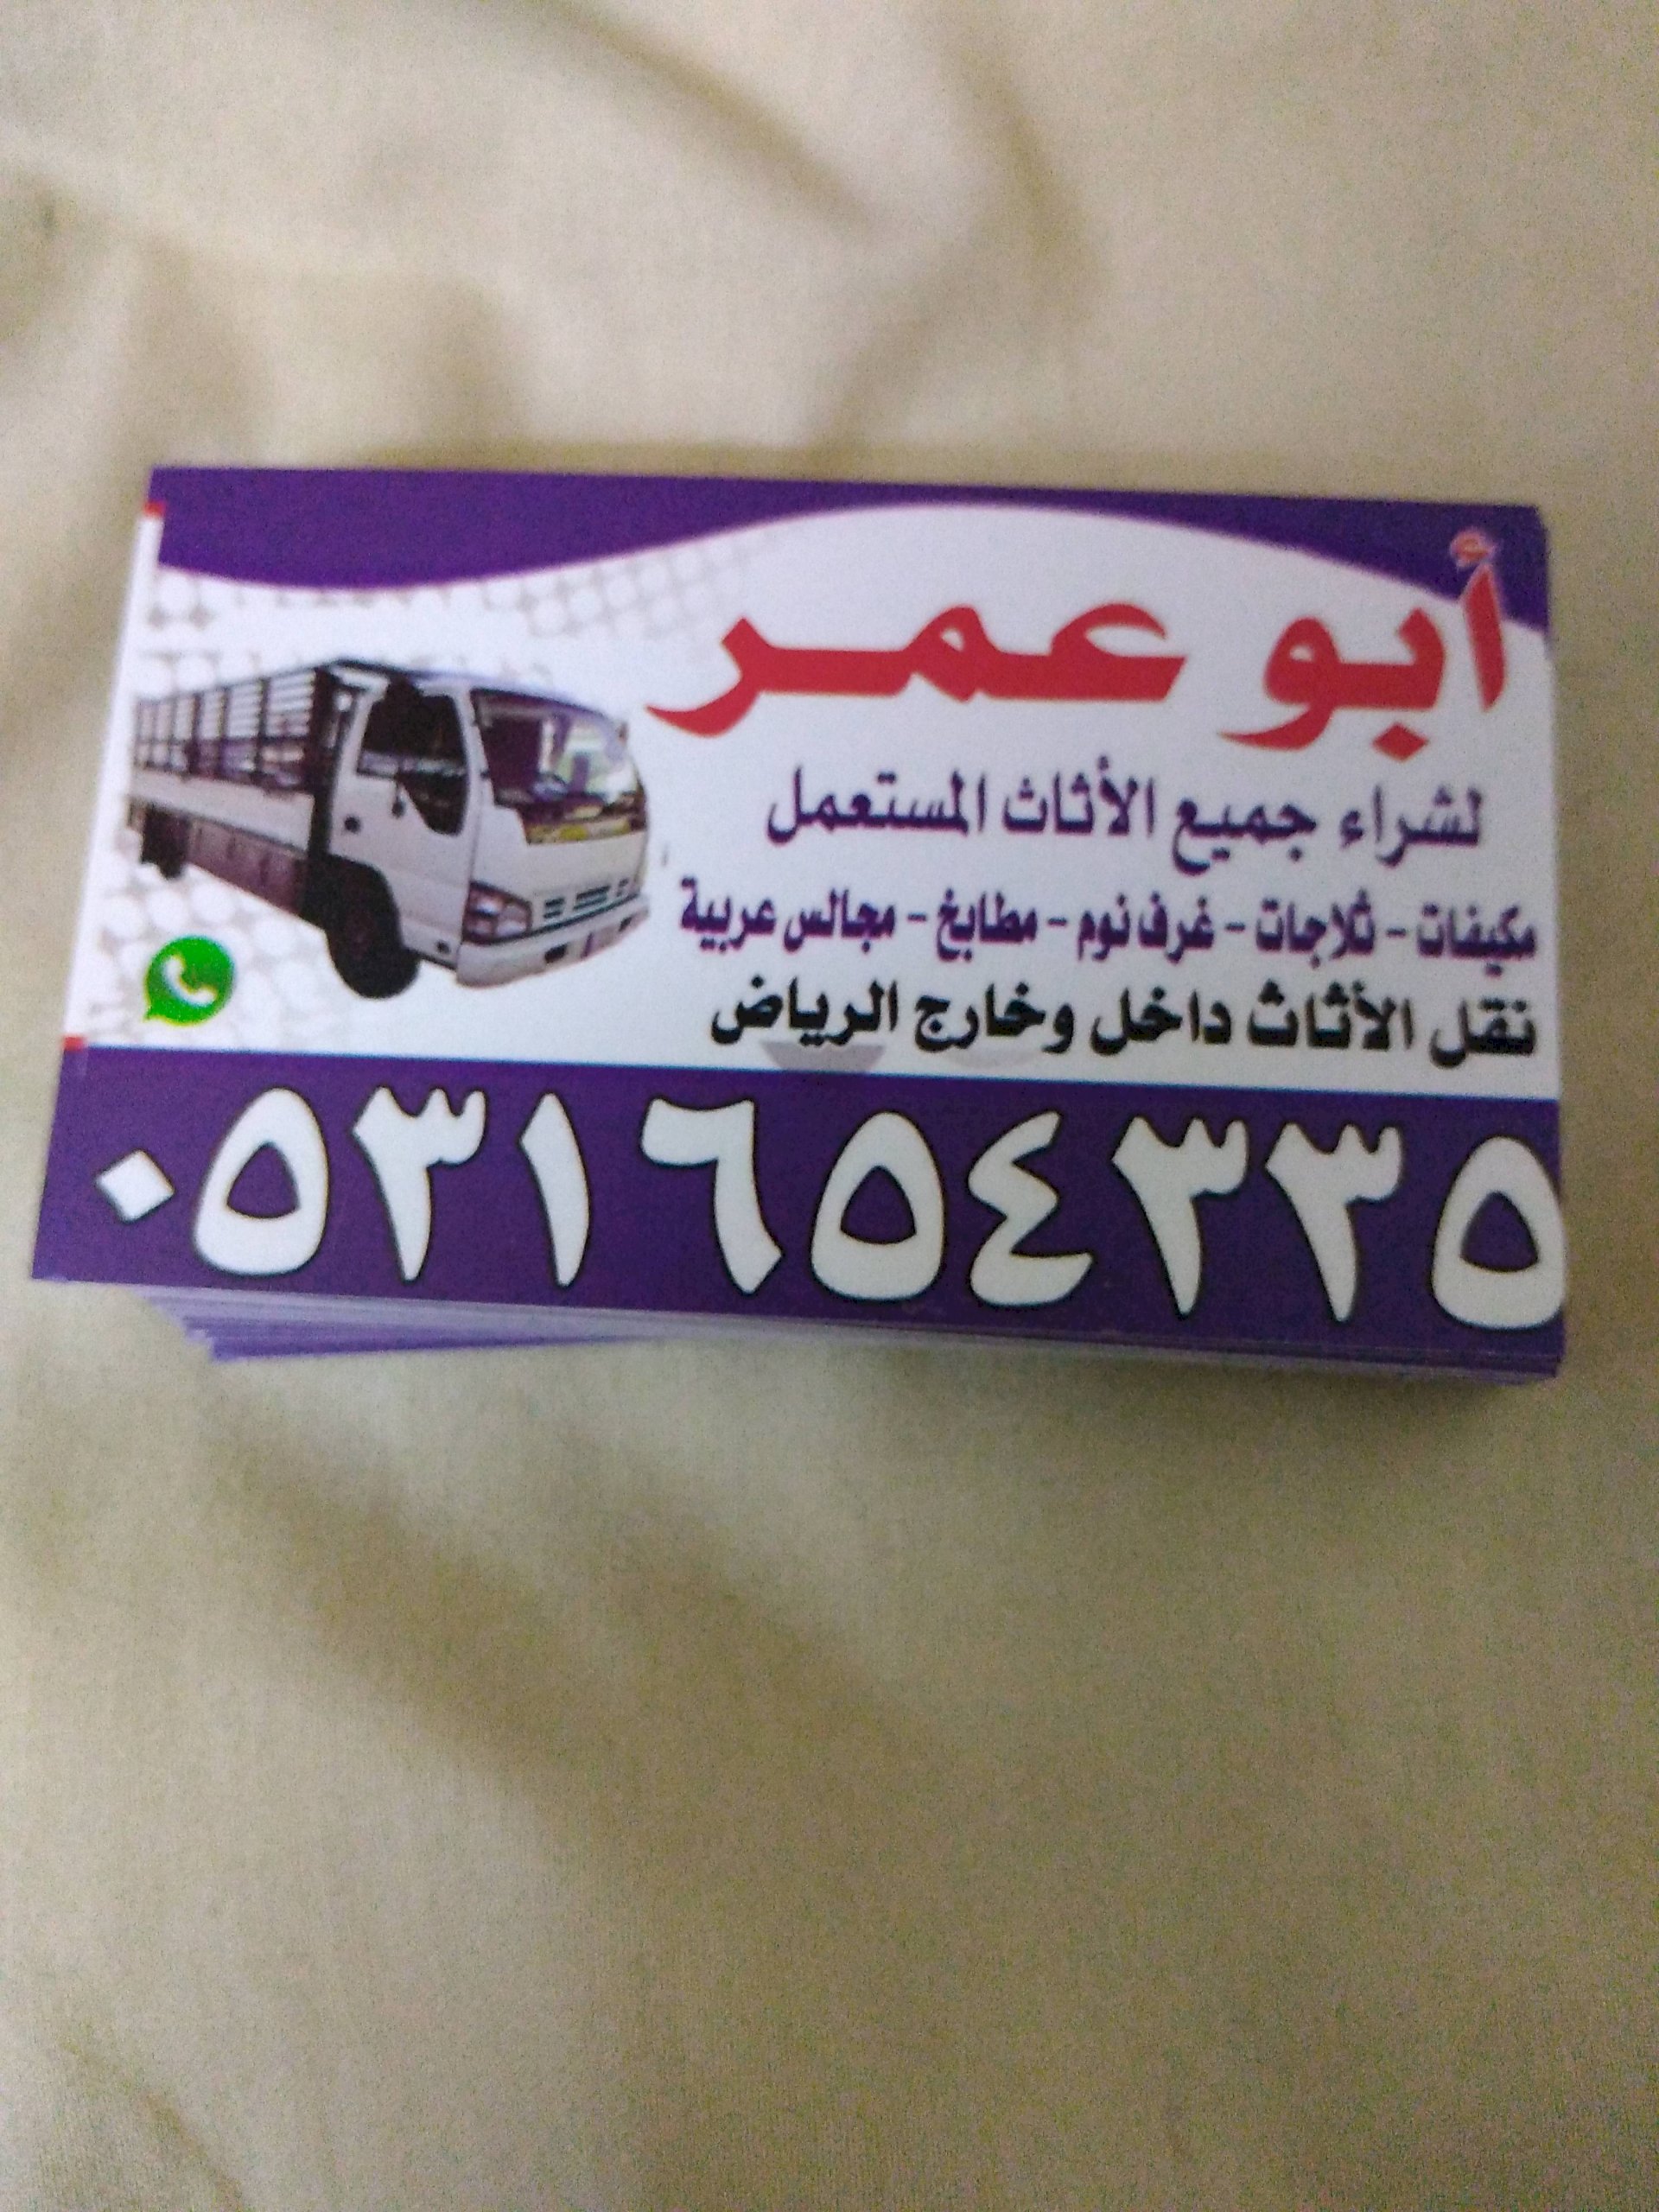 أبو عمر
لشراء جميع الأثاث المستعمل
مكيفات - ثلاجات - غرف نوم - مطابخ - مجالس عربية
نقل الأثاث داخل وخارج الرياض
٠٥٣١٦٥٤٣٣٥